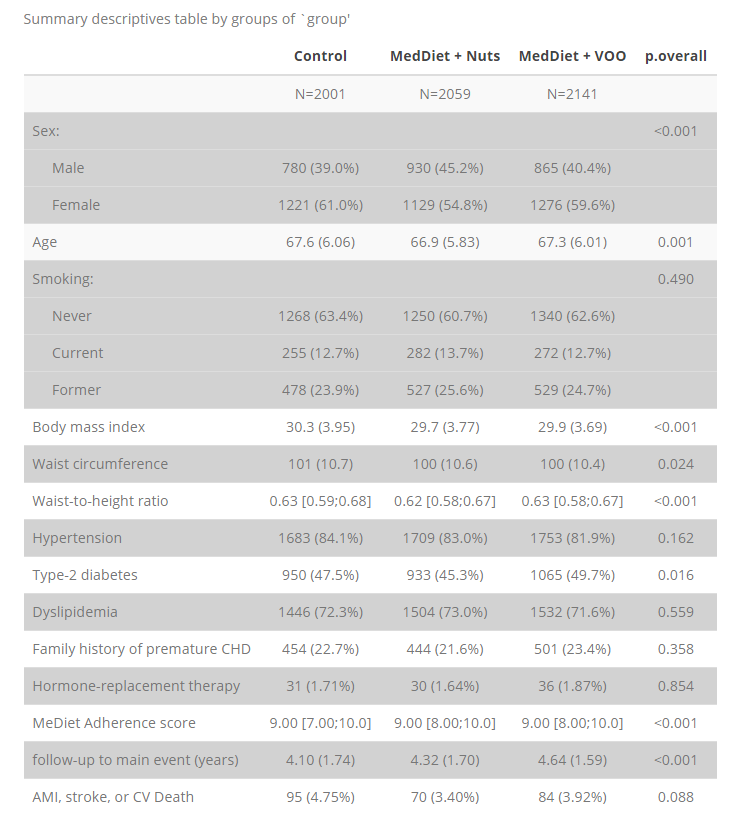 Summary descriptives table by groups of `group'
Control MedDiet + Nuts MedDiet + VOO p.overall
N=2001 N=2059 N=2141
Sex: <0.001
Male 780 (39.0%) 930 (45.2%) 865 (40.4%)
Female 1221 (61.0%) 1129 (54.8%) 1276 (59.6%)
Age 67.6 (6.06) 66.9 (5.83) 67.3 (6.01) 0.001
Smoking: 0.490
Never 1268 (63.4%) 1250 (60.7%) 1340 (62.6%)
Current 255 (12.7%) 282 (13.7%) 272 (12.7%)
Former 478 (23.9%) 527 (25.6%) 529 (24.7%)
Body mass index 30.3 (3.95) 29.7 (3.77) 29.9 (3.69) <0.001
Waist circumference 101 (10.7) 100 (10.6) 100 (10.4) 0.024
Waist-to-height ratio 0.63 [0.59;0.68] 0.62 [0.58;0.67] 0.63 [0.58;0.67] <0.001
Hypertension 1683 (84.1%) 1709 (83.0%) 1753 (81.9%) 0.162
Type-2 diabetes 950 (47.5%) 933 (45.3%) 1065 (49.7%) 0.016
Dyslipidemia 1446 (72.3%) 1504 (73.0%) 1532 (71.6%) 0.559
Family history of premature CHD 454 (22.7%) 444 (21.6%) 501 (23.4%) 0.358
Hormone-replacement therapy 31 (1.71%) 30 (1.64%) 36 (1.87%) 0.854
MeDiet Adherence score 9.00 [7.00;10.0] 9.00 [8.00;10.0] 9.00 [8.00;10.0] <0.001
follow-up to main event (years) 4.10 (1.74) 4.32 (1.70) 4.64 (1.59) <0.001
AMI, stroke, or CV Death 95 (4.75%) 70 (3.40%) 84 (3.92%) 0.088